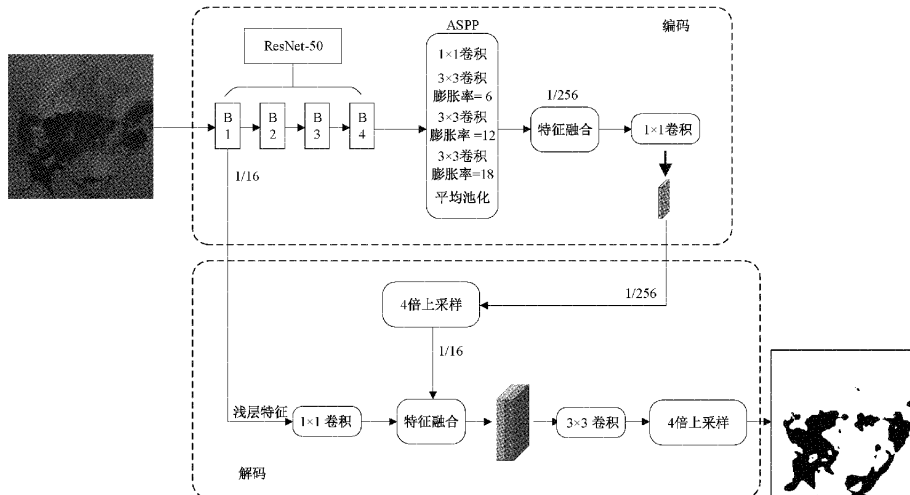 编码
ResNet-50
B
1
B
2
B
3
B
4
1/16
ASPP
1×1卷积
3×3卷积
膨胀率= 6
3×3卷积
膨胀率 =12
3×3卷积
膨胀率=18
平均池化
1/256
特征融合
1×1卷积
1/256
4倍上采样
1/16
浅层特征
1×1 卷积
特征融合
3×3 卷积
4倍上采样
解码